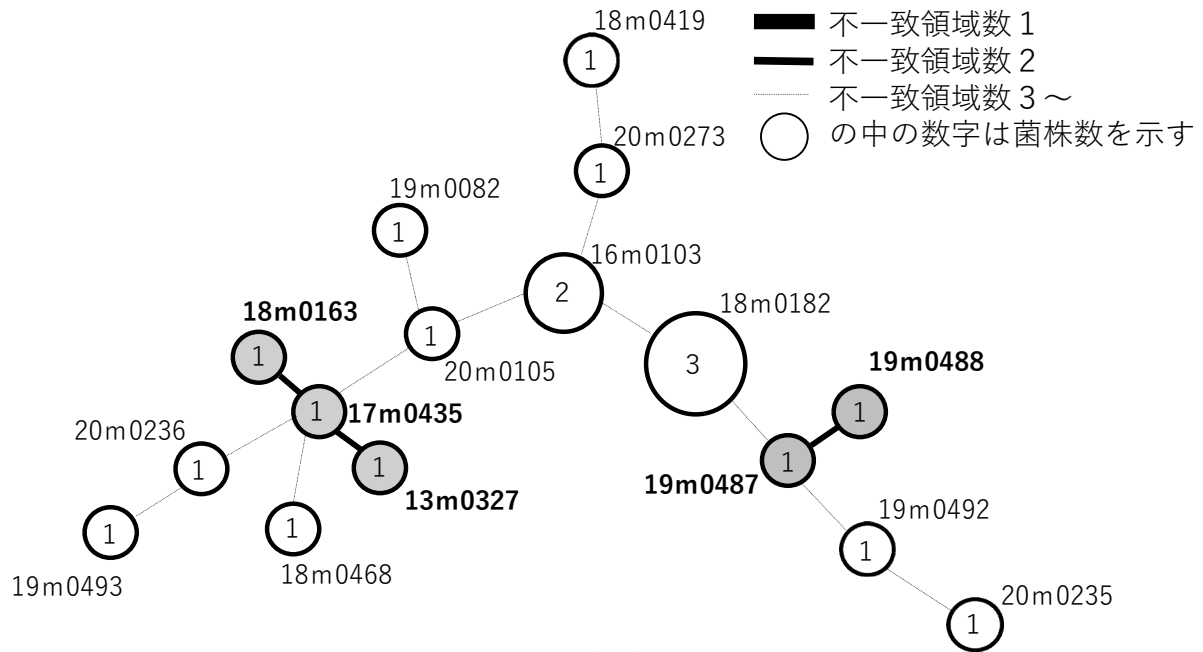 18m0419
不一致領域数1
不一致領域数2
不一致領域数3～
の中の数字は菌株数を示す
1
20m0273
1
19m0082
1
16m0103
2
18m0182
3
18m0163
1
1
20m0105
19m0488
1
17m0435
1
20m0236
1
1
13m0327
19m0487
1
19m0493
1
18m0468
1
19m0492
1
20m0235
1